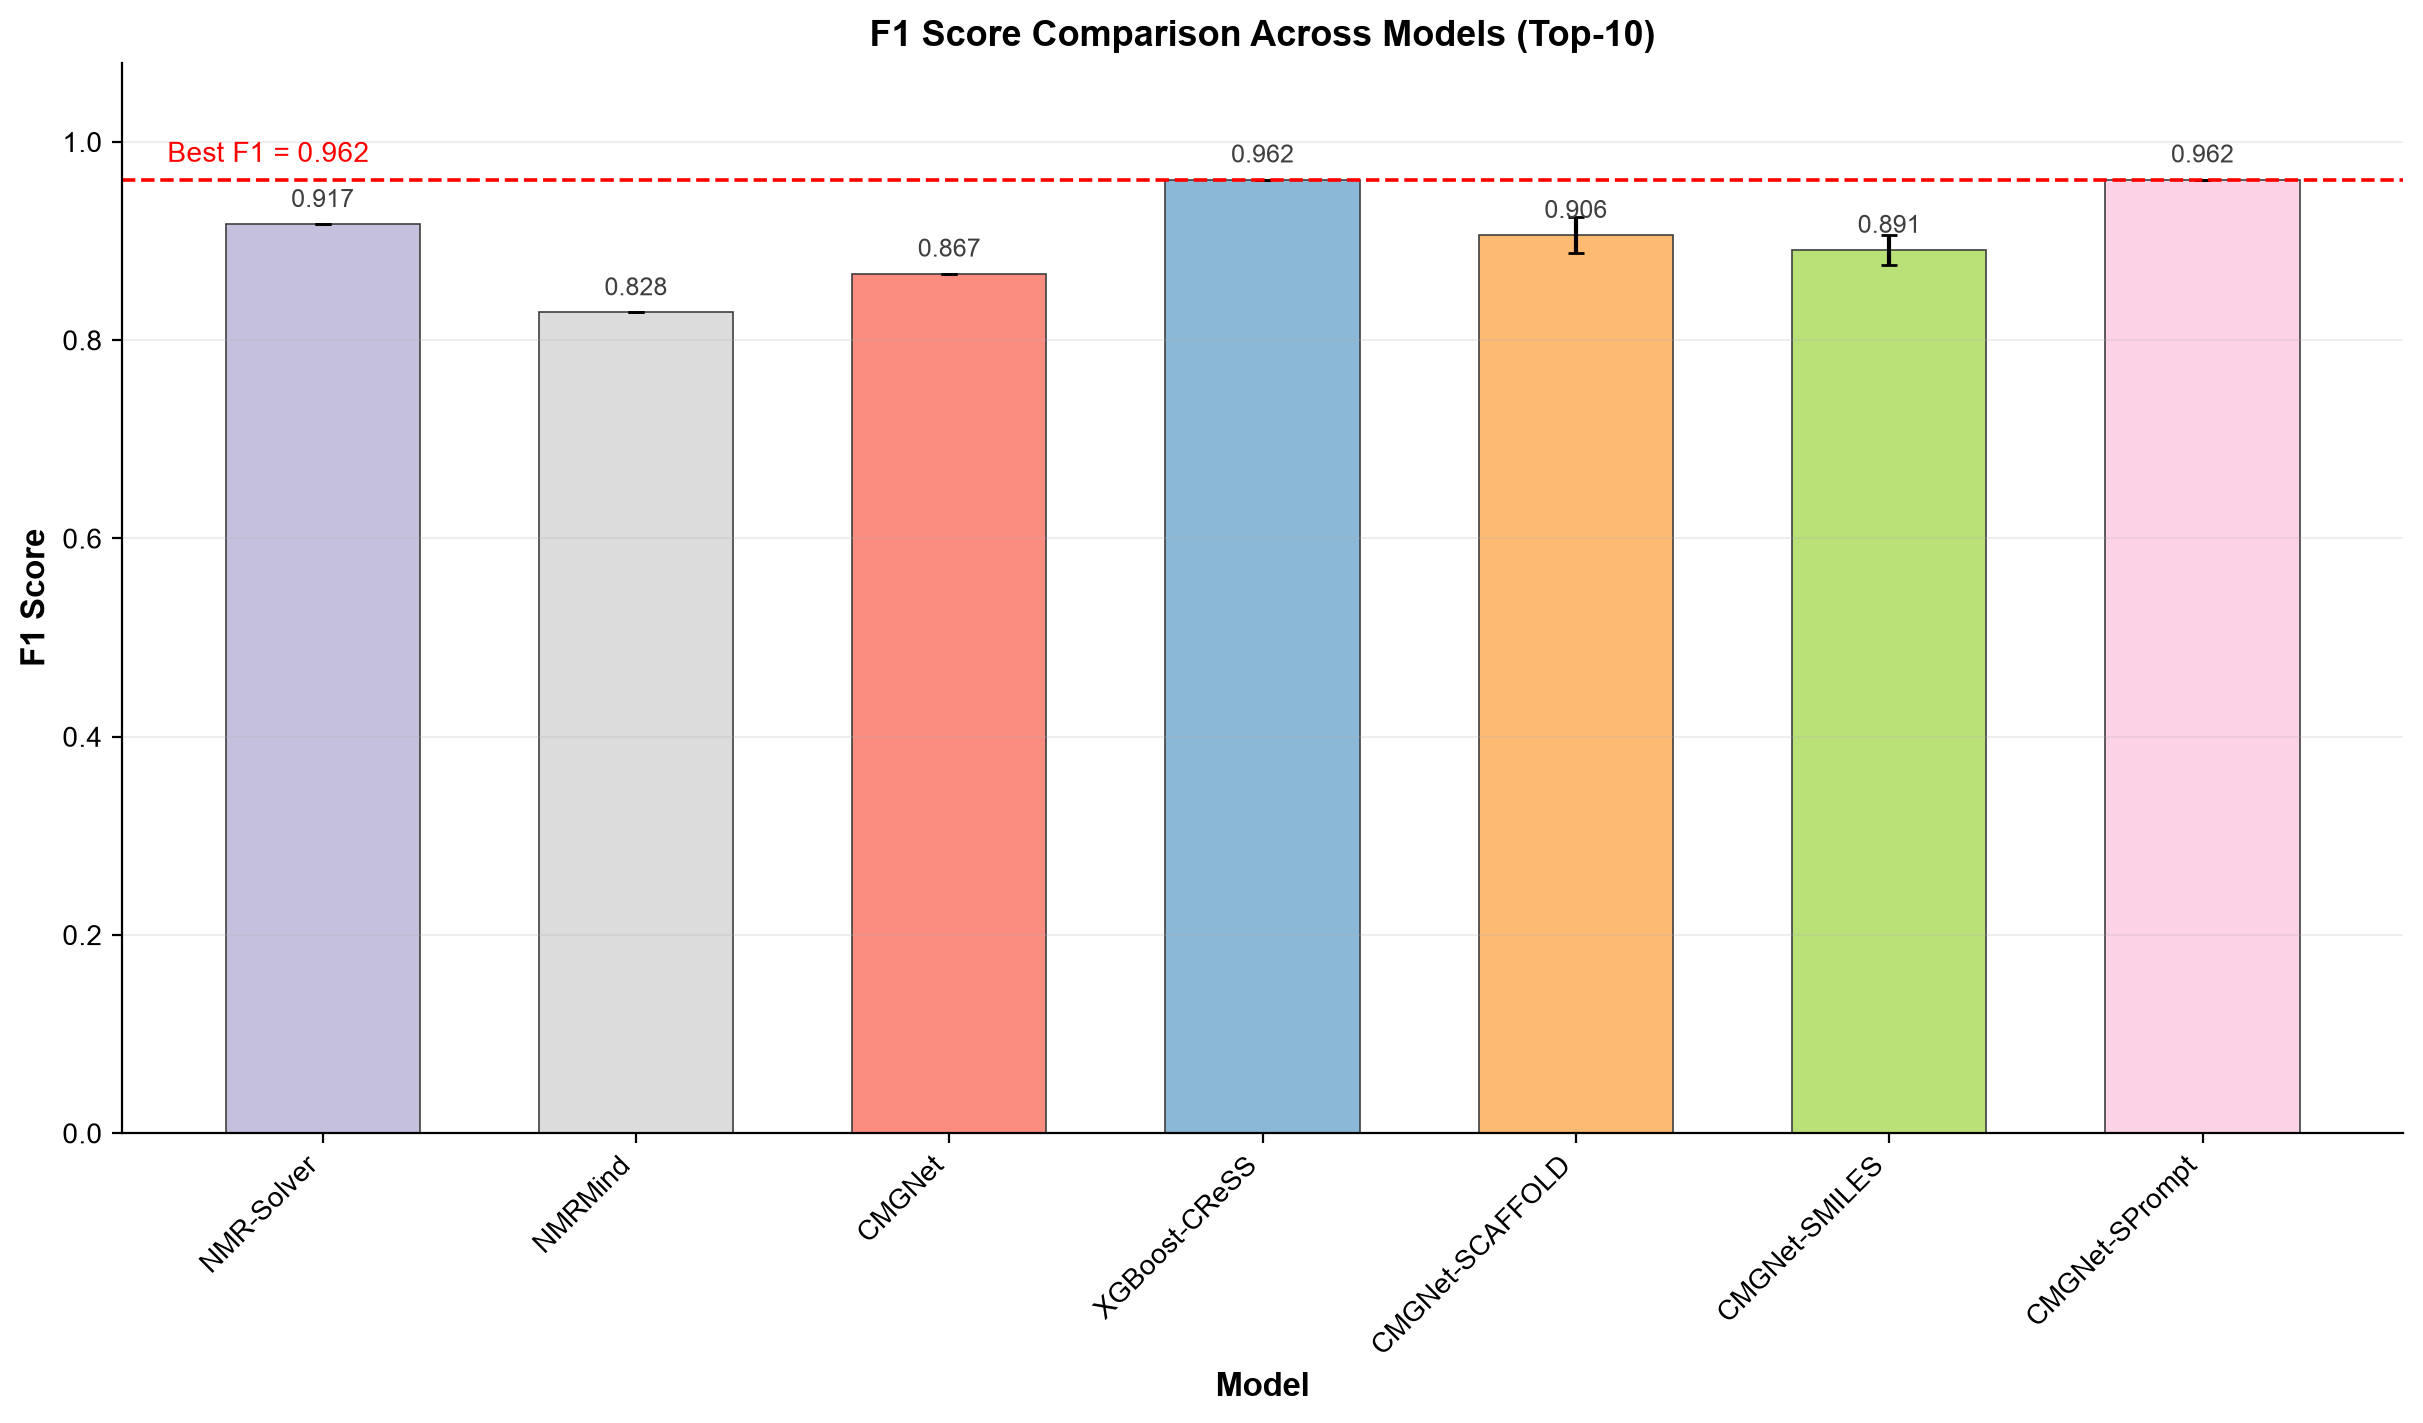 F1 Score Comparison Across Models (Top-10)
F1 Score
1.0
0.8
0.6
0.4
0.2
0.0
Best F1 = 0.962
0.917
0.828
0.867
0.962
0.906
0.891
0.962
NMR-Solver
NMRMind
CMGNet
XGBoost-CReSS
CMGNet-SCAFFOLD
CMGNet-SMILES
CMGNet-SPrompt
Model